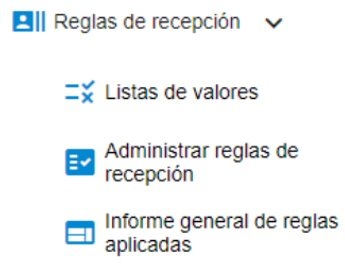 Reglas de recepción
Listas de valores
Administrar reglas de
recepción
Informe general de reglas
aplicadas